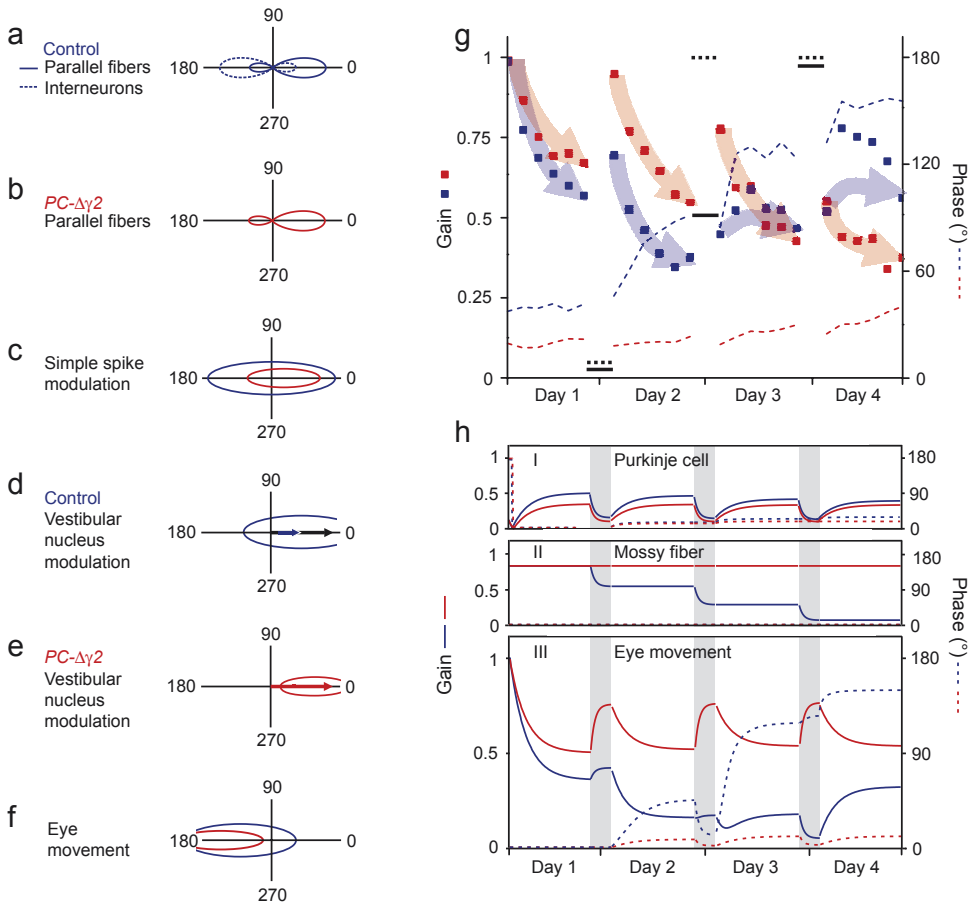 a
Control
Parallel fibers
Interneurons
90
180
0
270
b
PC-Δγ2
Parallel fibers
90
180
0
270
c
Simple spike
modulation
90
180
0
270
d
Control
Vestibular
nucleus
modulation
90
180
0
270
e
PC-Δγ2
Vestibular
nucleus
modulation
90
180
0
270
f
Eye
movement
90
180
0
270
g
Gain
1
0.75
0.5
0.25
0
Day 1
Day 2
Day 3
Day 4
180
120
60
0
Phase (°)
h
Gain
I
Purkinje cell
1
0.5
0
180
90
0
II
Mossy fiber
1
0.5
0
180
90
0
III
Eye movement
1
0.5
0
180
90
0
Phase (°)
Day 1
Day 2
Day 3
Day 4